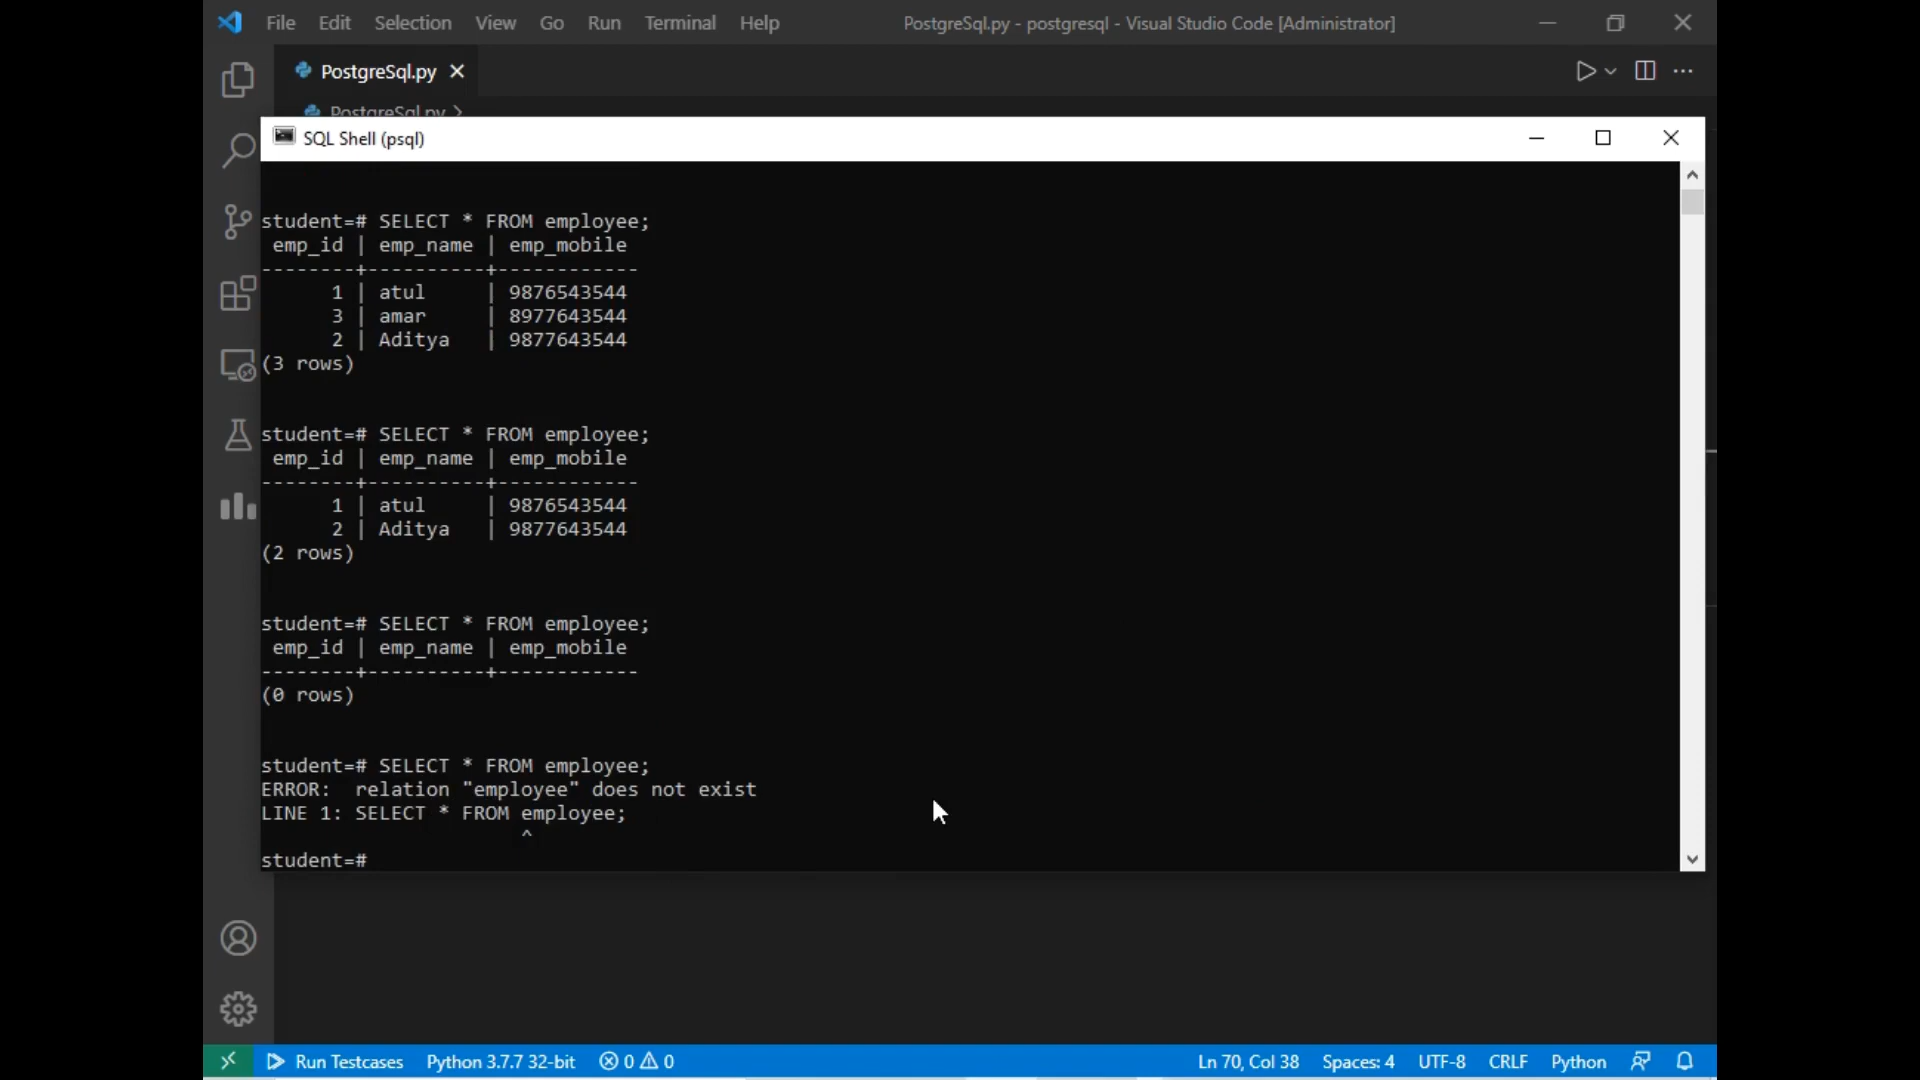 File Edit Selection View Go Run Terminal Help PostgreSql.py - postgresql - Visual Studio Code [Administrator]
PostgreSql.py
PostgreSql.py
SQL Shell (psql)
student=# SELECT * FROM employee;
 emp_id | emp_name | emp_mobile
--------+----------+------------
      1 | atul     | 9876543544
      3 | amar     | 8977643544
      2 | Aditya   | 9877643544
(3 rows)
student=# SELECT * FROM employee;
 emp_id | emp_name | emp_mobile
--------+----------+------------
      1 | atul     | 9876543544
      2 | Aditya   | 9877643544
(2 rows)
student=# SELECT * FROM employee;
 emp_id | emp_name | emp_mobile
--------+----------+------------
(0 rows)
student=# SELECT * FROM employee;
ERROR:  relation "employee" does not exist
LINE 1: SELECT * FROM employee;
                      ^
student=#
Run Testcases Python 3.7.7 32-bit 0 0 Ln 70, Col 38 Spaces: 4 UTF-8 CRLF Python